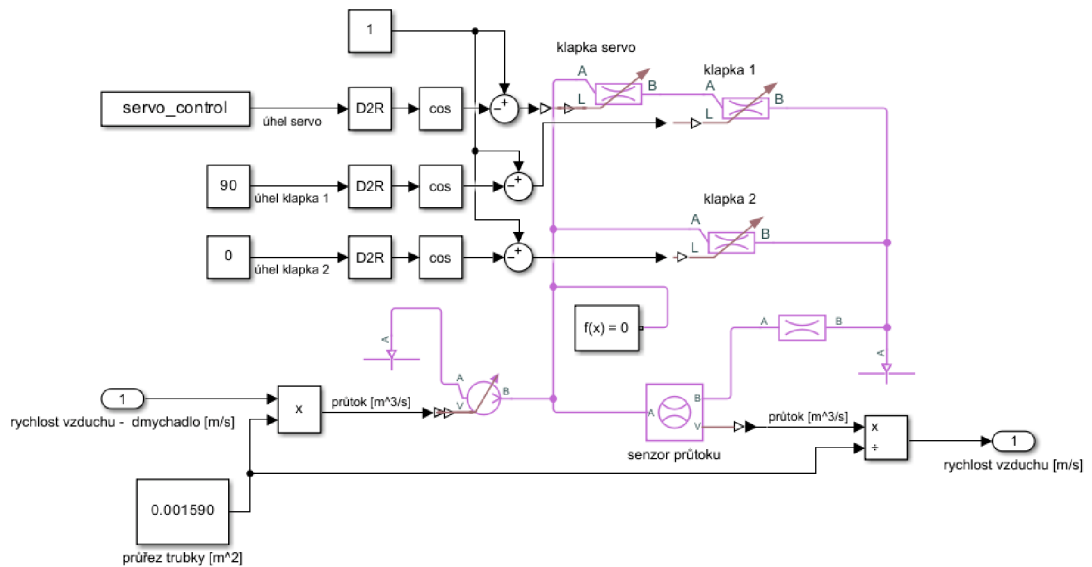 1
klapka servo
klapka 1
A
B
A
B
servo_control
D2R
cos
−+
L
L
úhel servo
90
D2R
cos
−+
úhel klapka 1
klapka 2
A
B
0
D2R
cos
−+
L
úhel klapka 2
f(x) = 0
A
B
A
A
A
B
1
x
průtok [m^3/s]
V
A
B
V
průtok [m^3/s]
x
÷
1
rychlost vzduchu -  dmychadlo [m/s]
senzor průtoku
rychlost vzduchu [m/s]
0.001590
průřez trubky [m^2]